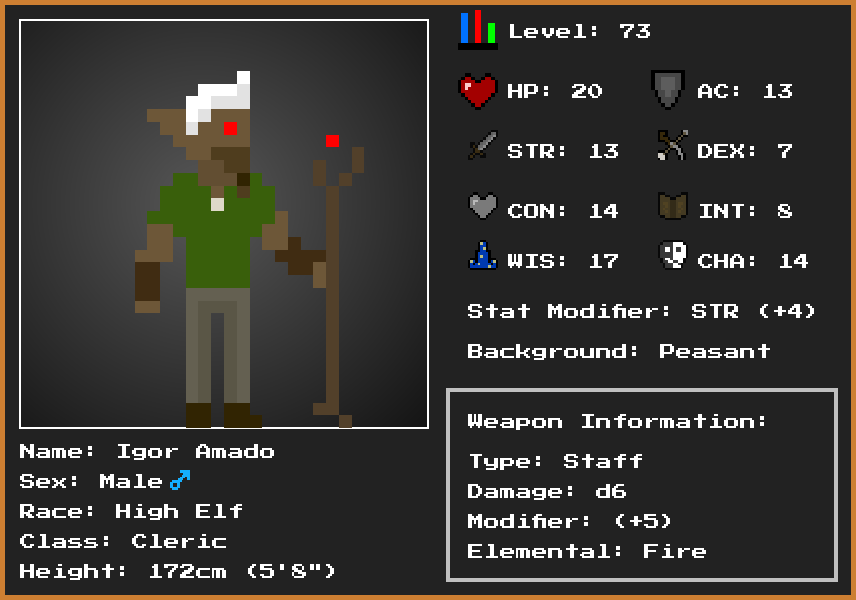 Level: 73
HP: 20
AC: 13
STR: 13
DEX: 7
CON: 14
INT: 8
WIS: 17
CHA: 14
Stat Modifier: STR (+4)
Background: Peasant
Weapon Information:
Type: Staff
Damage: d6
Modifier: (+5)
Elemental: Fire
Name: Igor Amado
Sex: Male♂
Race: High Elf
Class: Cleric
Height: 172cm (5'8")